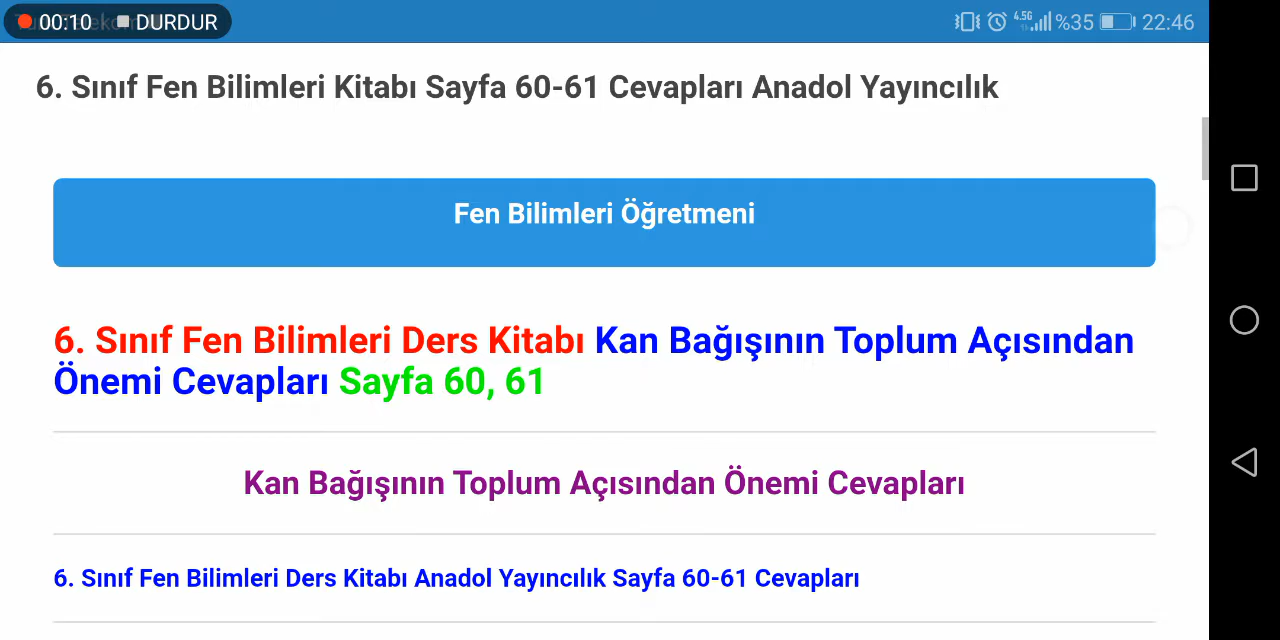 00:10 DURDUR 4.5G %35 22:46
6. Sınıf Fen Bilimleri Kitabı Sayfa 60-61 Cevapları Anadol Yayıncılık
Fen Bilimleri Öğretmeni
6. Sınıf Fen Bilimleri Ders Kitabı Kan Bağışının Toplum Açısından
Önemi Cevapları Sayfa 60, 61
Kan Bağışının Toplum Açısından Önemi Cevapları
6. Sınıf Fen Bilimleri Ders Kitabı Anadol Yayıncılık Sayfa 60-61 Cevapları